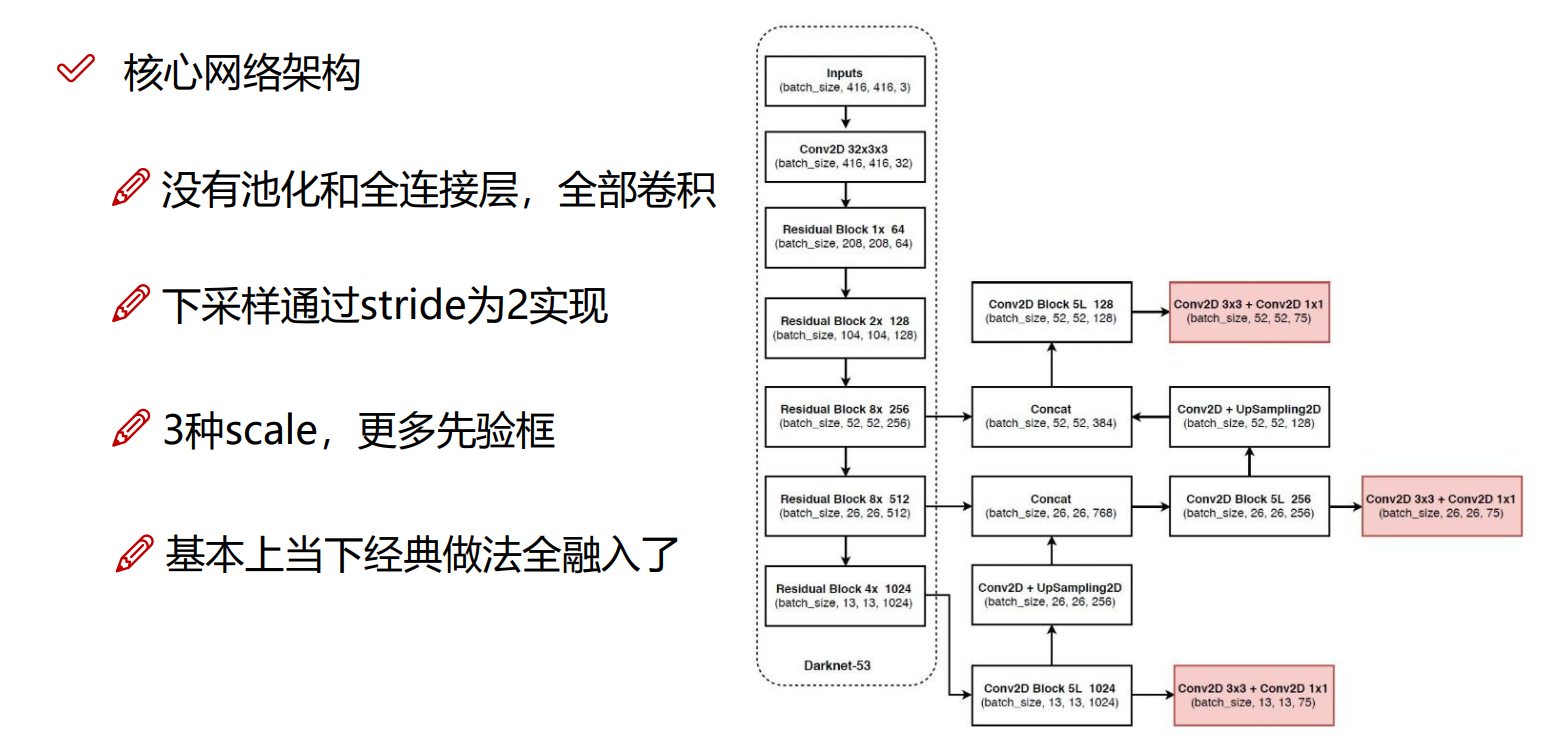 核心网络架构
没有池化和全连接层，全部卷积
下采样通过stride为2实现
3种scale，更多先验框
基本上当下经典做法全融入了
Inputs
(batch_size, 416, 416, 3)
Conv2D 32x3x3
(batch_size, 416, 416, 32)
Residual Block 1x 64
(batch_size, 208, 208, 64)
Residual Block 2x 128
(batch_size, 104, 104, 128)
Residual Block 8x 256
(batch_size, 52, 52, 256)
Residual Block 8x 512
(batch_size, 26, 26, 512)
Residual Block 4x 1024
(batch_size, 13, 13, 1024)
Darknet-53
Conv2D Block 5L 128
(batch_size, 52, 52, 128)
Conv2D 3x3 + Conv2D 1x1
(batch_size, 52, 52, 75)
Concat
(batch_size, 52, 52, 384)
Conv2D + UpSampling2D
(batch_size, 52, 52, 128)
Concat
(batch_size, 26, 26, 768)
Conv2D Block 5L 256
(batch_size, 26, 26, 256)
Conv2D 3x3 + Conv2D 1x1
(batch_size, 26, 26, 75)
Conv2D + UpSampling2D
(batch_size, 26, 26, 256)
Conv2D Block 5L 1024
(batch_size, 13, 13, 1024)
Conv2D 3x3 + Conv2D 1x1
(batch_size, 13, 13, 75)